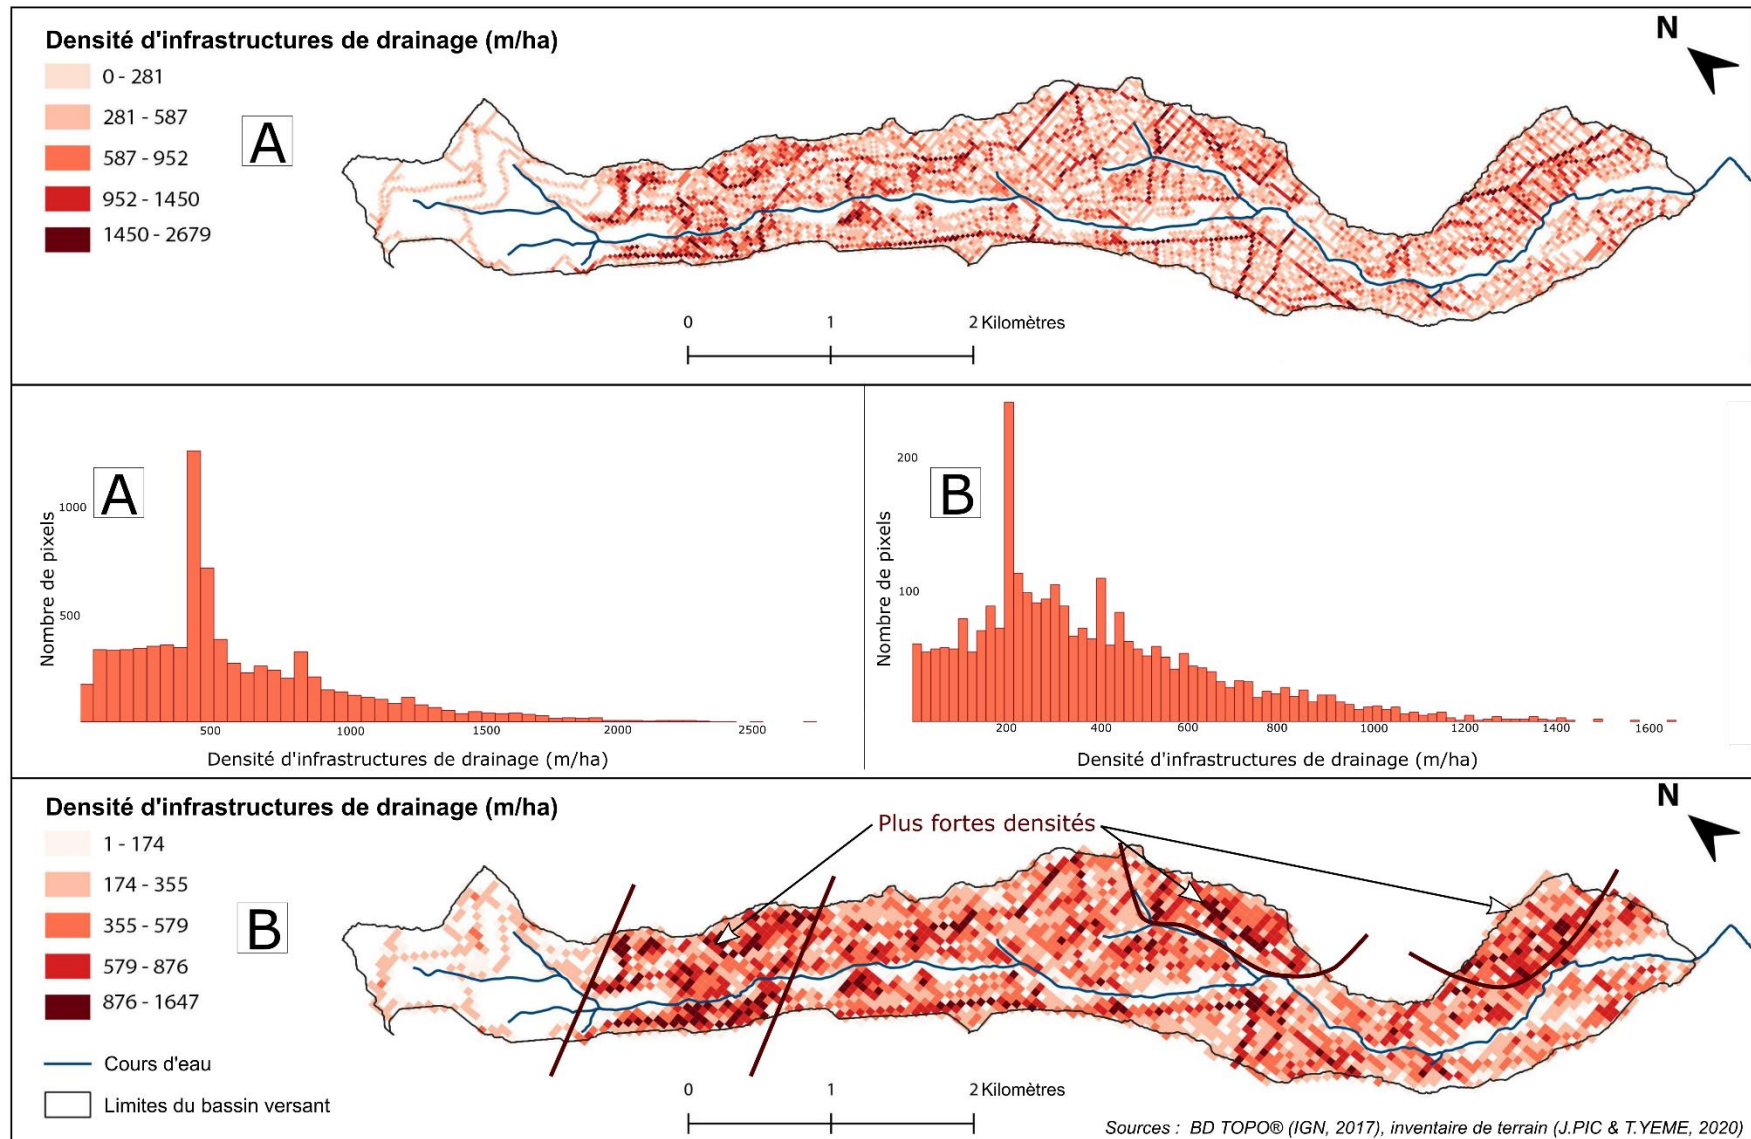 Densité d'infrastructures de drainage (m/ha)
0 - 281
281 - 587
587 - 952
952 - 1450
1450 - 2679
A
N
0 1 2 Kilomètres
A
Nombre de pixels
1000
500
500 1000 1500 2000 2500
Densité d'infrastructures de drainage (m/ha)
B
Nombre de pixels
200
100
200 400 600 800 1000 1200 1400 1600
Densité d'infrastructures de drainage (m/ha)
Densité d'infrastructures de drainage (m/ha)
1 - 174
174 - 355
355 - 579
579 - 876
876 - 1647
B
Plus fortes densités
N
Cours d'eau
Limites du bassin versant
0 1 2 Kilomètres
Sources : BD TOPO® (IGN, 2017), inventaire de terrain (J.PIC & T.YEME, 2020)